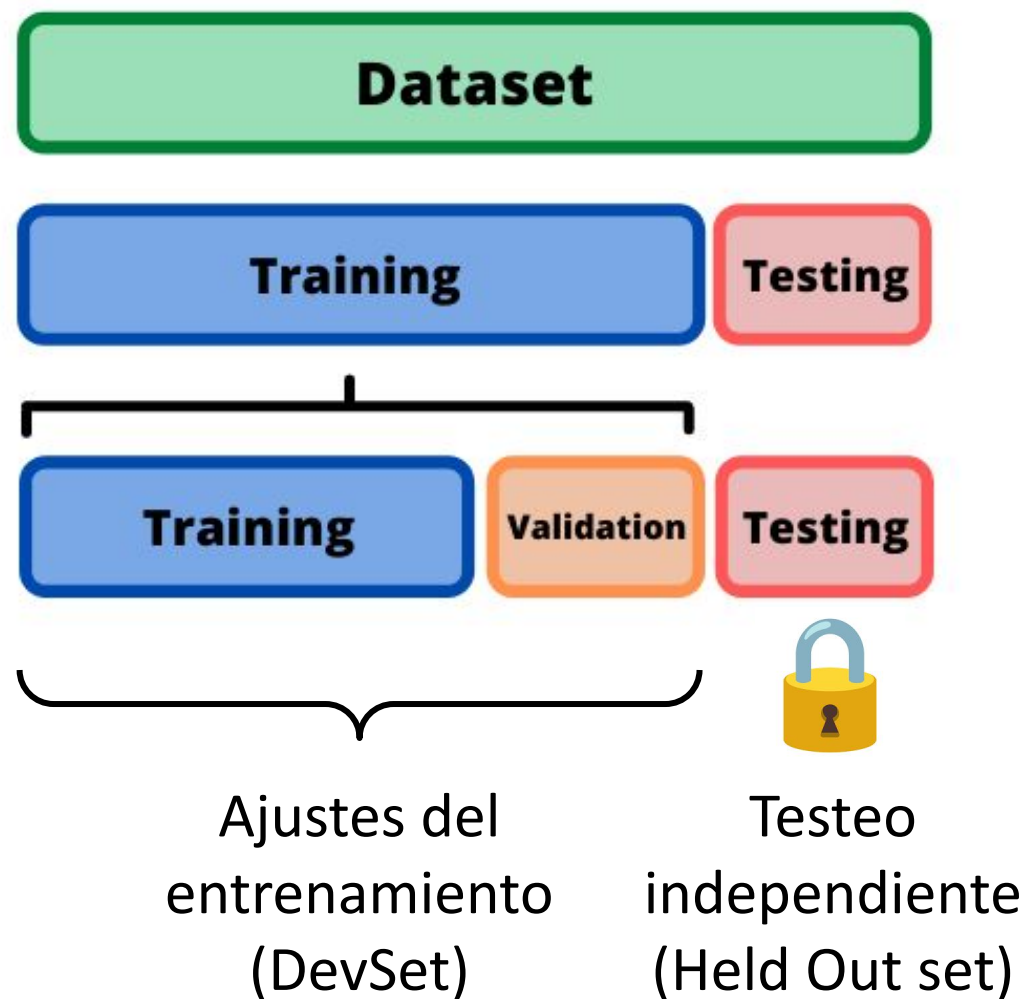 Dataset
Training
Testing
Training
Validation
Testing
Ajustes del
entrenamiento
(DevSet)
Testeo
independiente
(Held Out set)